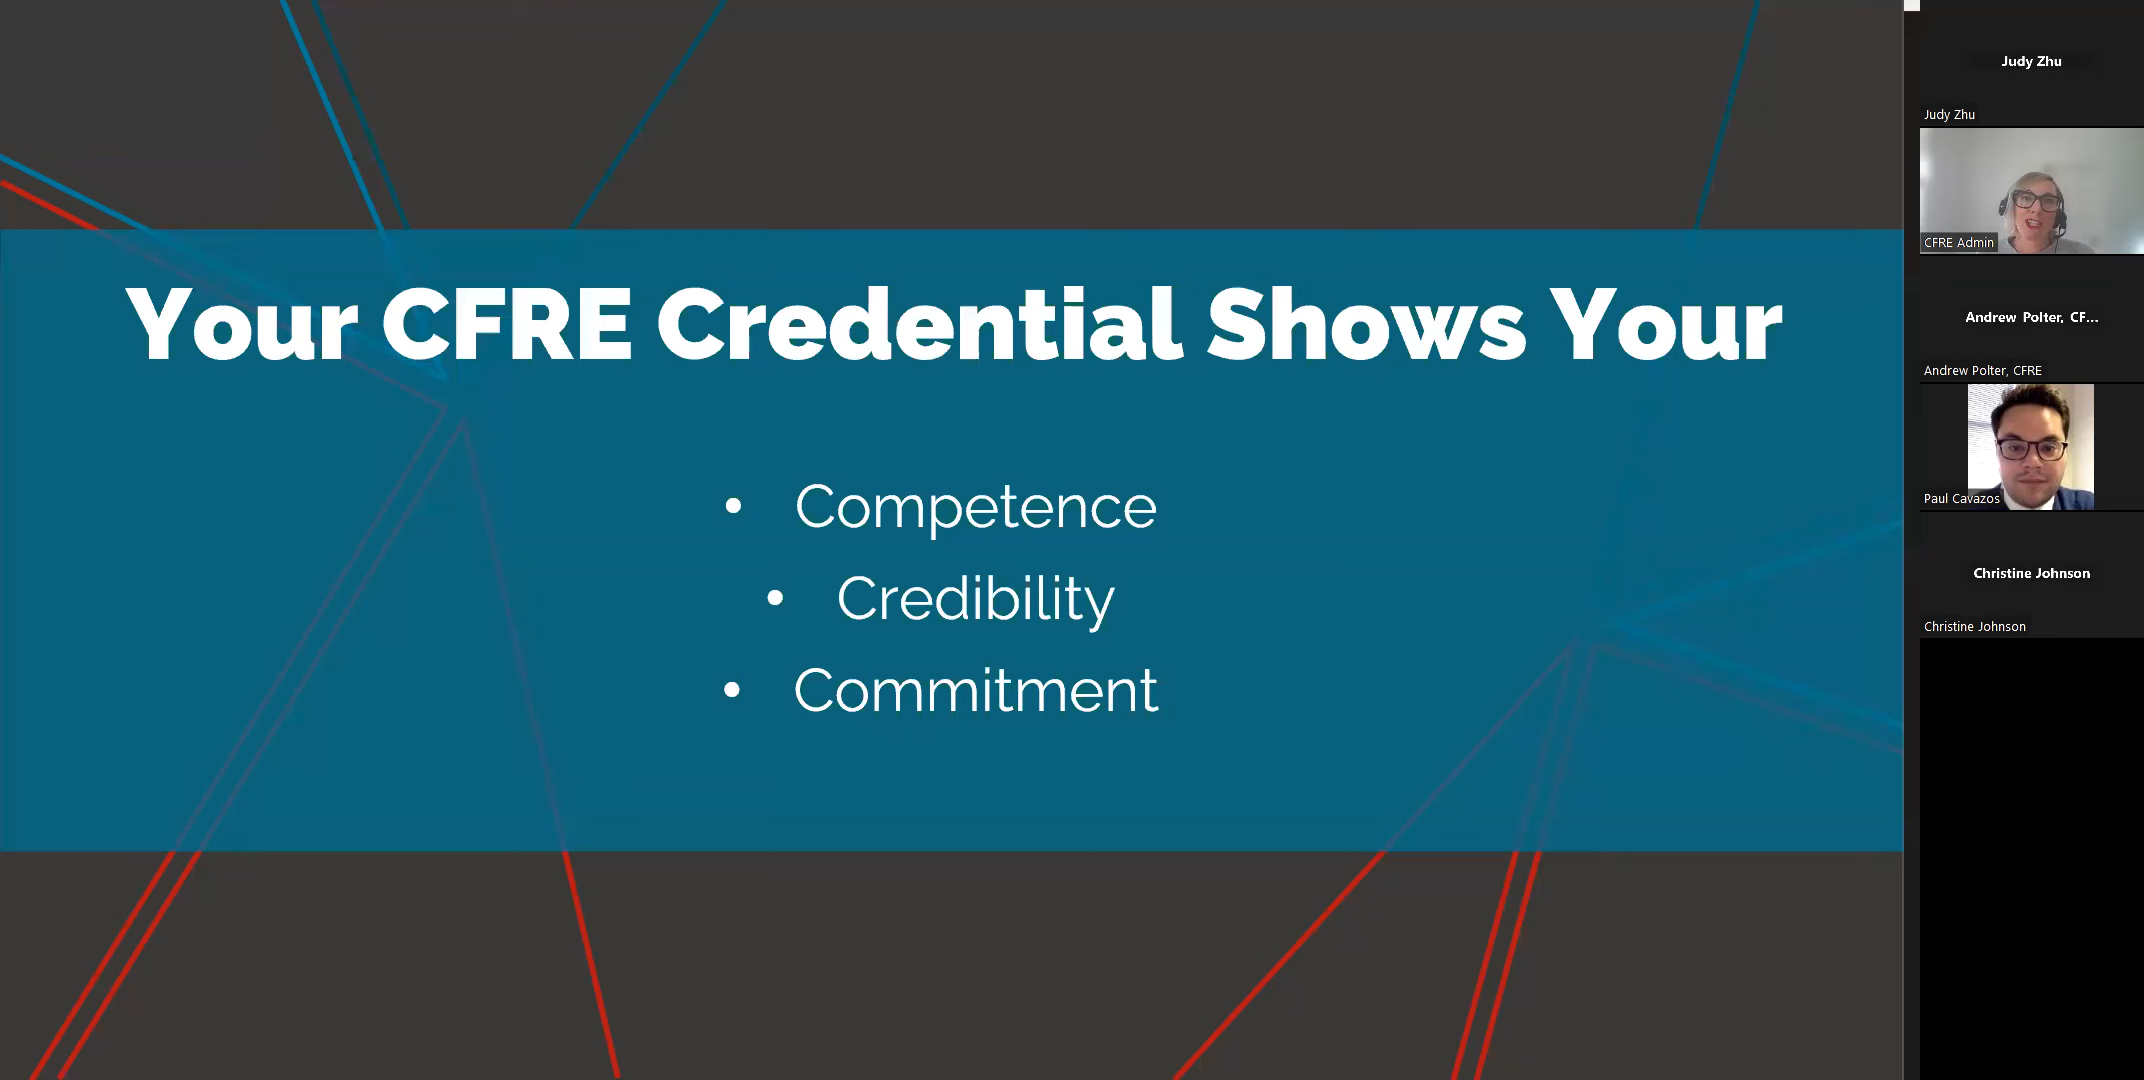 Your CFRE Credential Shows Your
• Competence
• Credibility
• Commitment
Judy Zhu
Judy Zhu
CFRE Admin
Andrew Polter, CF...
Andrew Polter, CFRE
Paul Cavazos
Christine Johnson
Christine Johnson